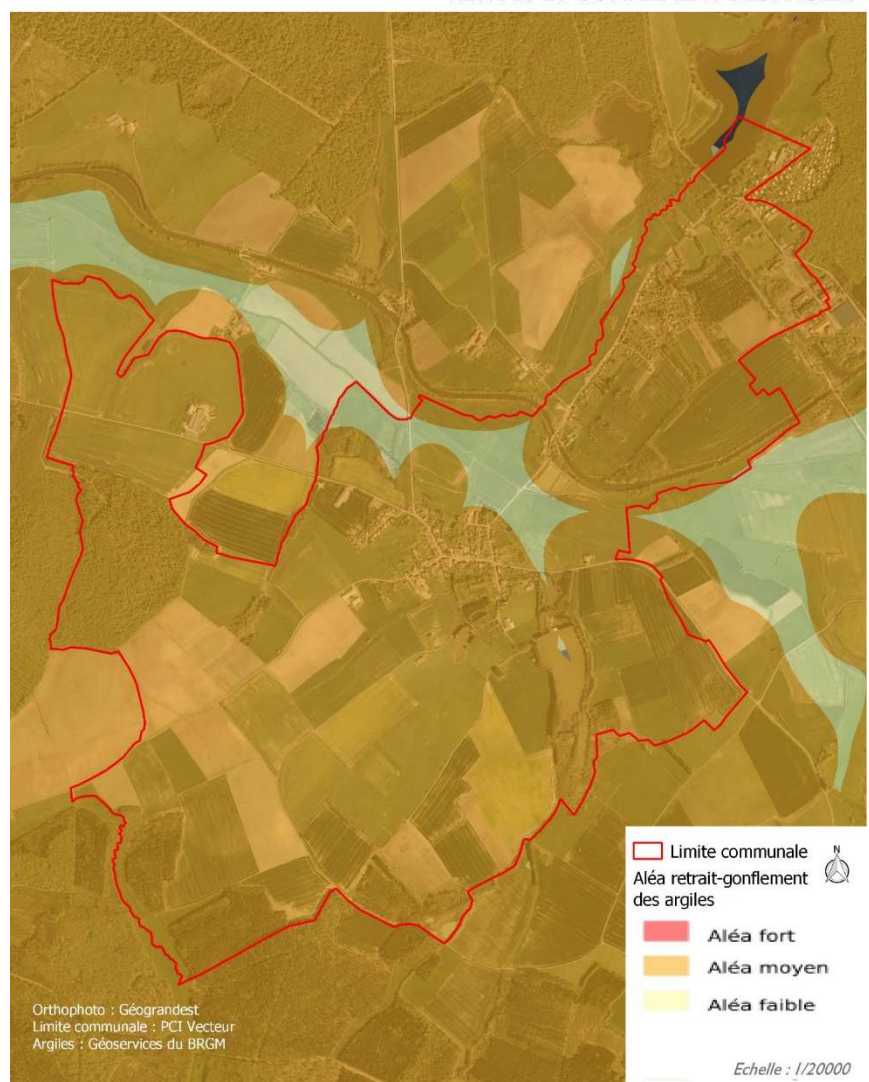 Limite communale
N
Aléa retrait-gonflement
des argiles
Aléa fort
Aléa moyen
Aléa faible
Orthophoto : Géograndest
Limite communale : PCI Vecteur
Argiles : Géoservices du BRGM
Echelle : 1/20000